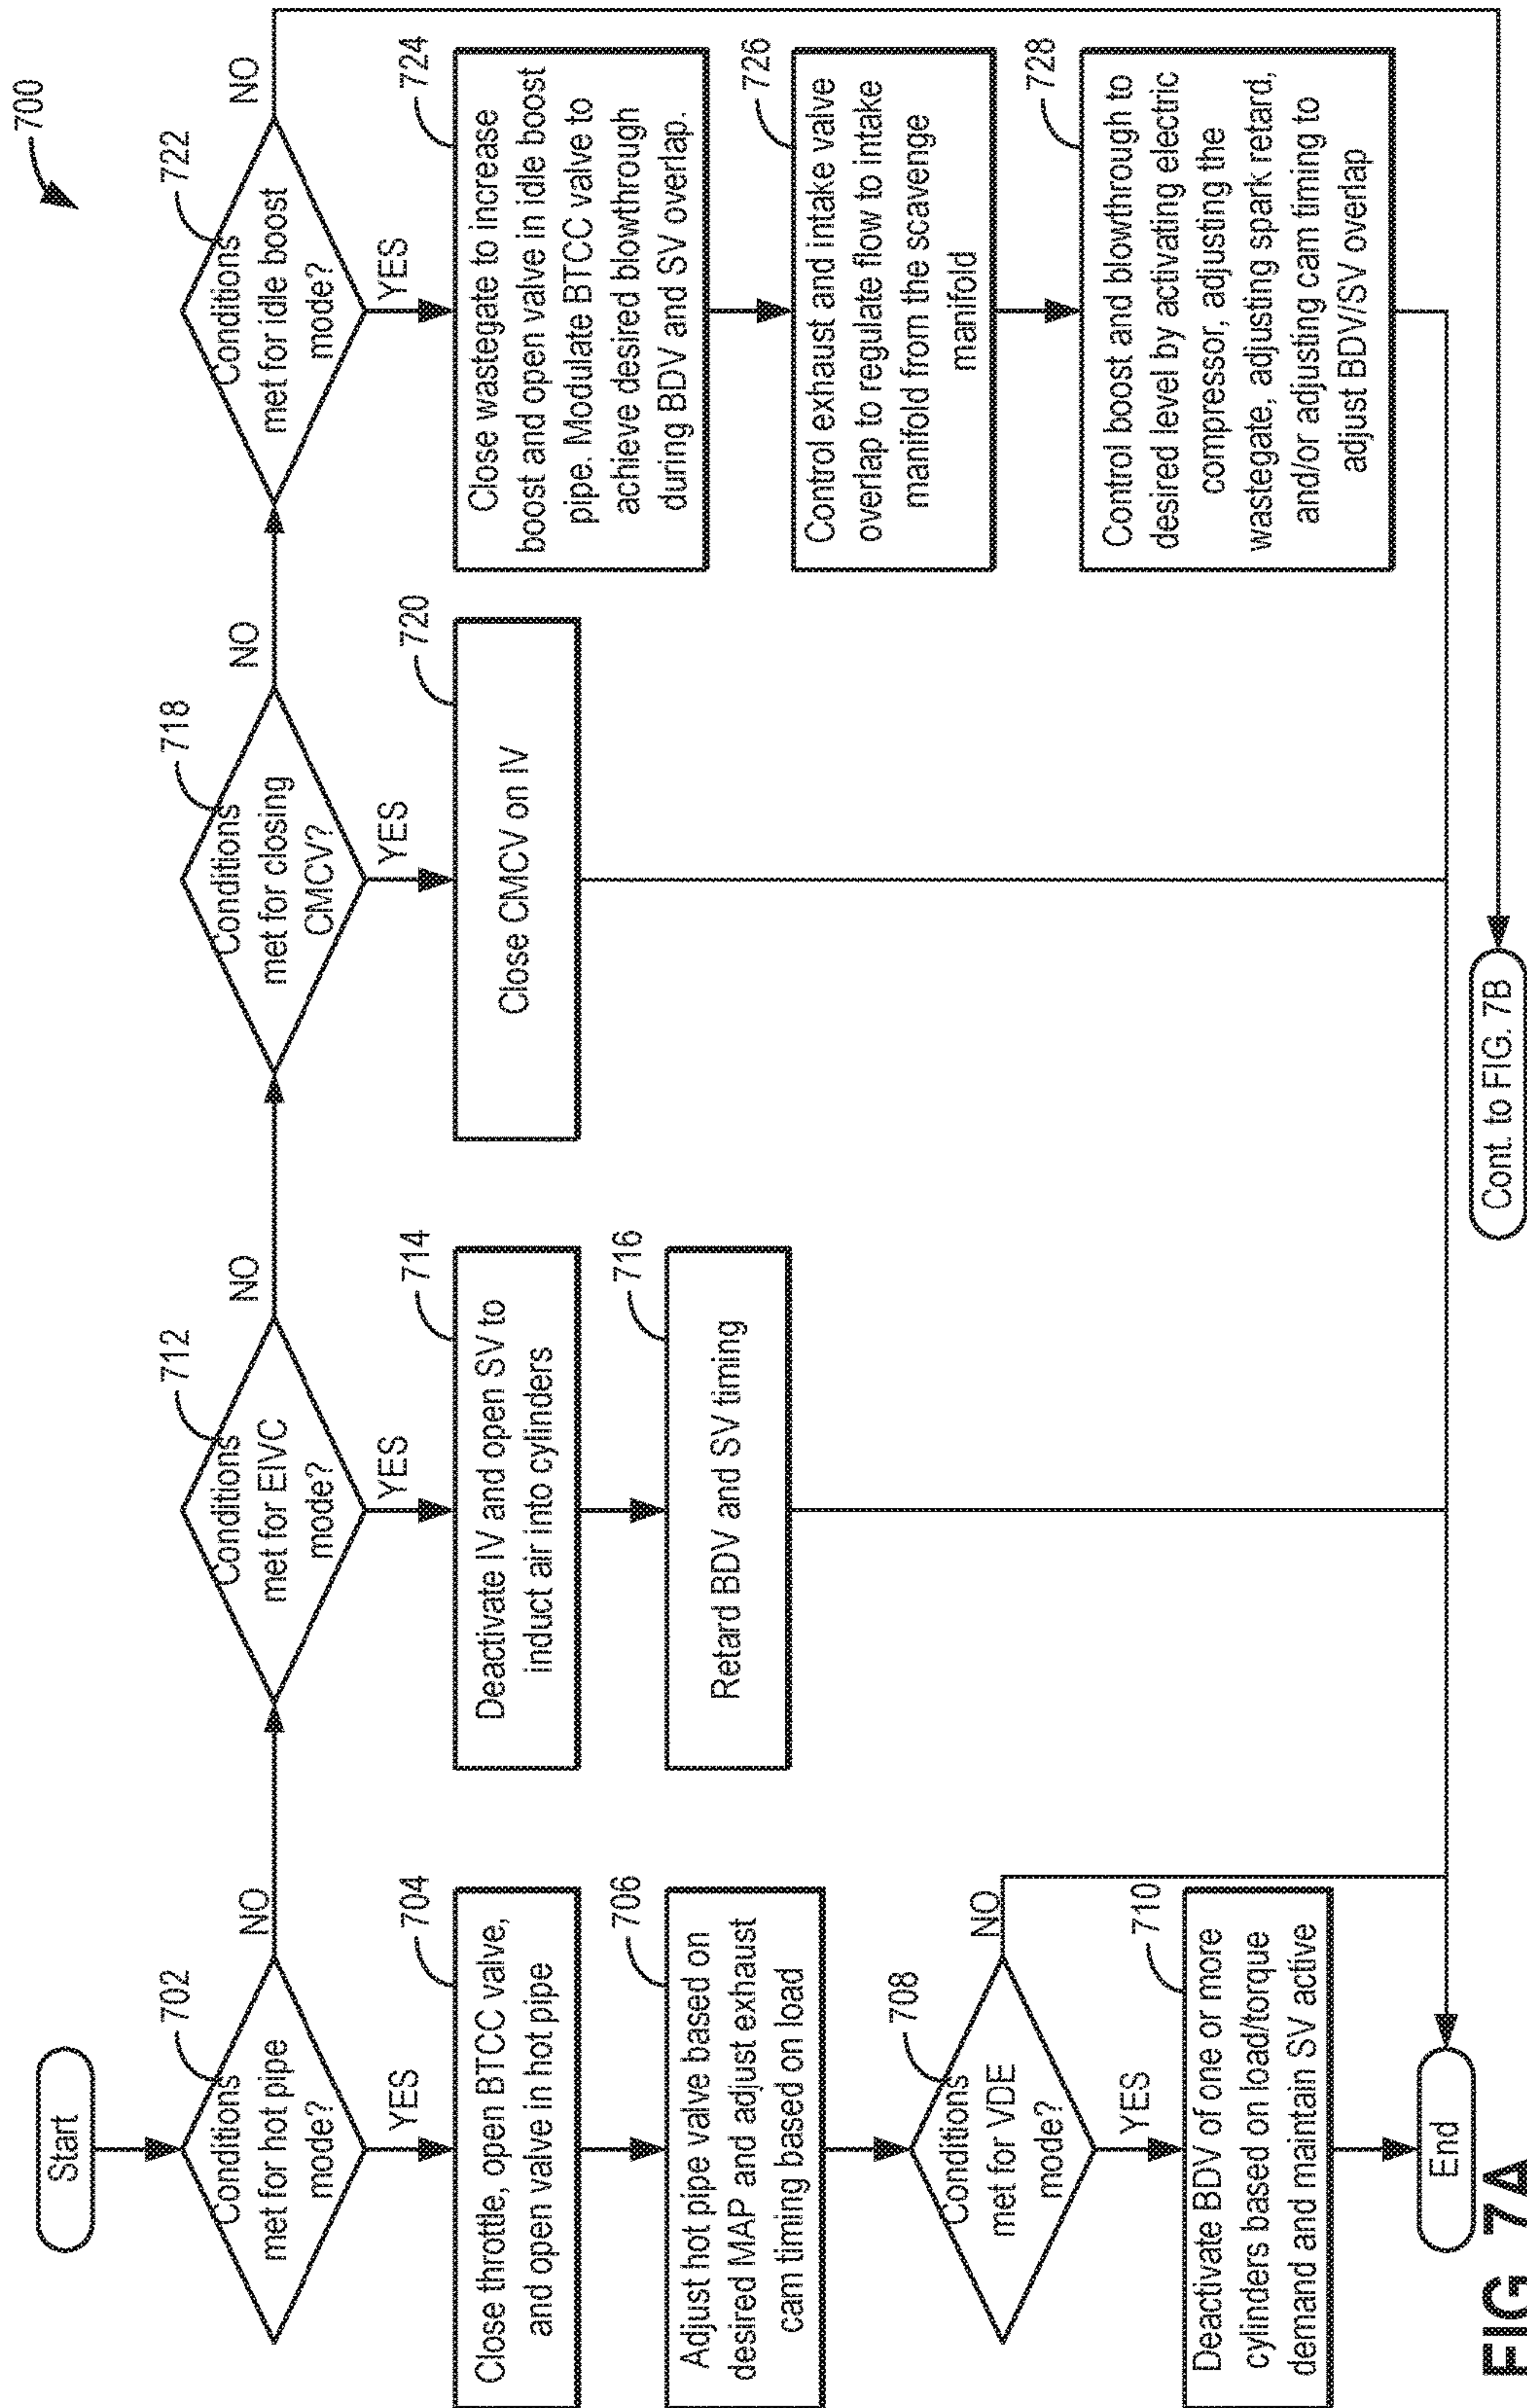 700
Start
702
Conditions
met for hot pipe
mode?
NO
YES
704
Close throttle, open BTCC valve,
and open valve in hot pipe
706
Adjust hot pipe valve based on
desired MAP and adjust exhaust
cam timing based on load
708
Conditions
met for VDE
mode?
NO
YES
710
Deactivate BDV of one or more
cylinders based on load/torque
demand and maintain SV active
End
712
Conditions
met for EIVC
mode?
NO
YES
714
Deactivate IV and open SV to
induct air into cylinders
716
Retard BDV and SV timing
718
Conditions
met for closing
CMCV?
NO
YES
720
Close CMCV on IV
722
Conditions
met for idle boost
mode?
NO
YES
724
Close wastegate to increase
boost and open valve in idle boost
pipe. Modulate BTCC valve to
achieve desired blowthrough
during BDV and SV overlap.
726
Control exhaust and intake valve
overlap to regulate flow to intake
manifold from the scavenge
manifold
728
Control boost and blowthrough to
desired level by activating electric
compressor, adjusting the
wastegate, adjusting spark retard,
and/or adjusting cam timing to
adjust BDV/SV overlap
Cont. to FIG. 7B
FIG. 7A